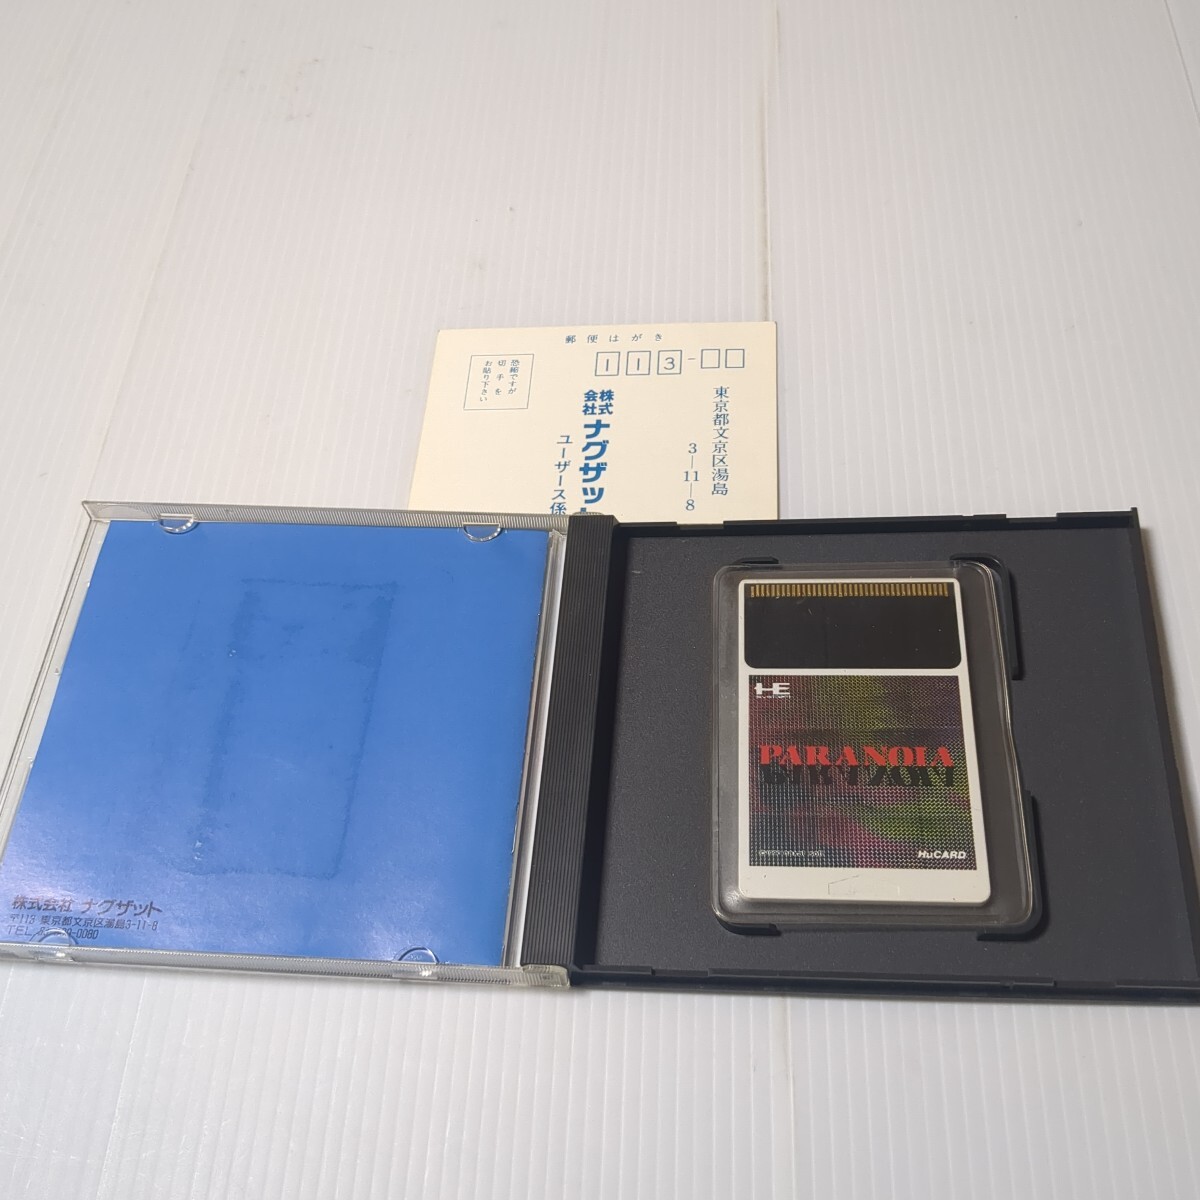 郵便はがき
113-
恐縮ですが
切手を
お貼り下さい
東京都文京区湯島
3-11-8
株式会社ナグザット
ユーザース係
HE
PARANOIA
HuCARD
株式会社 ナグザット
〒113 東京都文京区湯島3-11-8
TEL